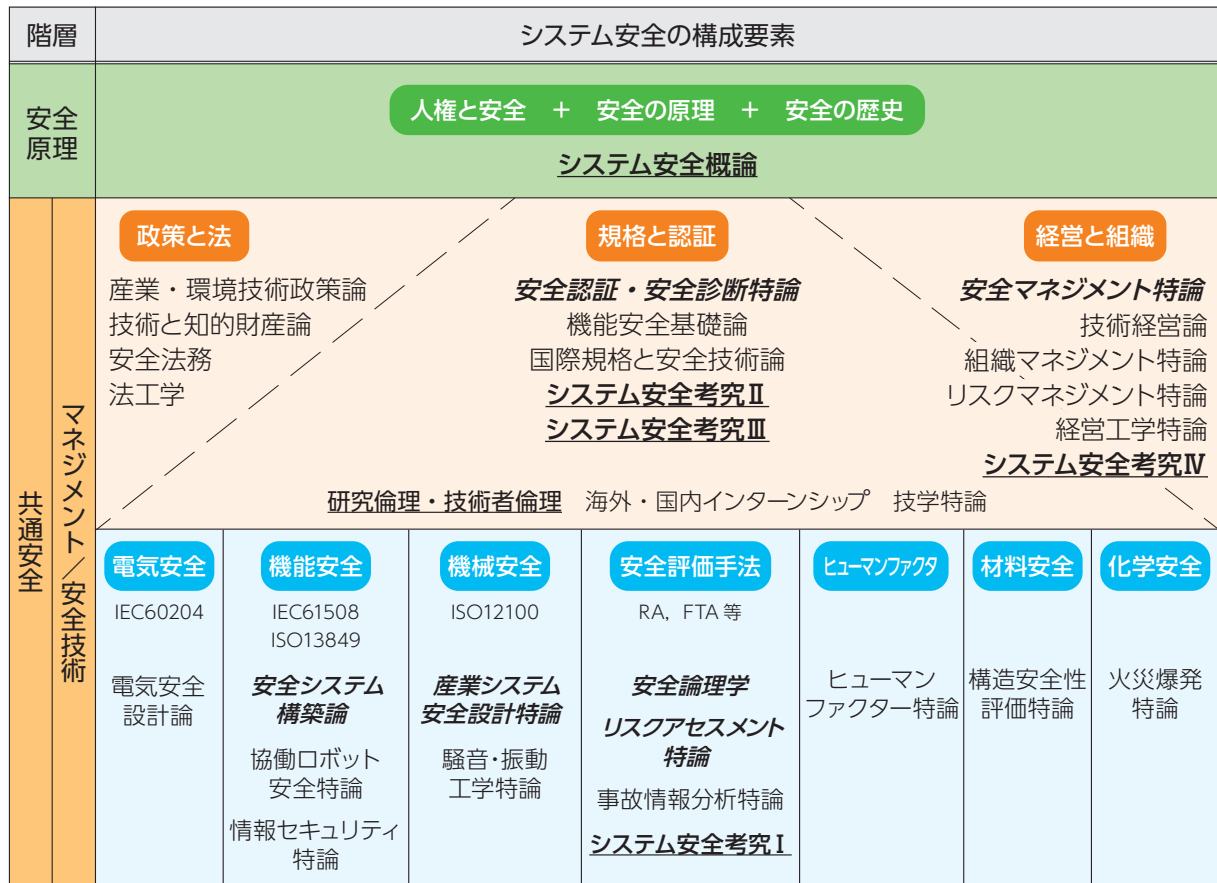 階層
システム安全の構成要素
安全
原理
人権と安全 + 安全の原理 + 安全の歴史
システム安全概論
共通安全
マネジメント/安全技術
政策と法
産業・環境技術政策論
技術と知的財産論
安全法務
法工学
規格と認証
安全認証・安全診断特論
機能安全基礎論
国際規格と安全技術論
システム安全考究Ⅱ
システム安全考究Ⅲ
経営と組織
安全マネジメント特論
技術経営論
組織マネジメント特論
リスクマネジメント特論
経営工学特論
システム安全考究Ⅳ
研究倫理・技術者倫理 海外・国内インターンシップ 技学特論
電気安全
IEC60204
電気安全
設計論
機能安全
IEC61508
ISO13849
安全システム
構築論
協働ロボット
安全特論
情報セキュリティ
特論
機械安全
ISO12100
産業システム
安全設計特論
騒音・振動
工学特論
安全評価手法
RA, FTA 等
安全論理学
リスクアセスメント
特論
事故情報分析特論
システム安全考究Ⅰ
ヒューマンファクタ
ヒューマン
ファクター特論
材料安全
構造安全性
評価特論
化学安全
火災爆発
特論